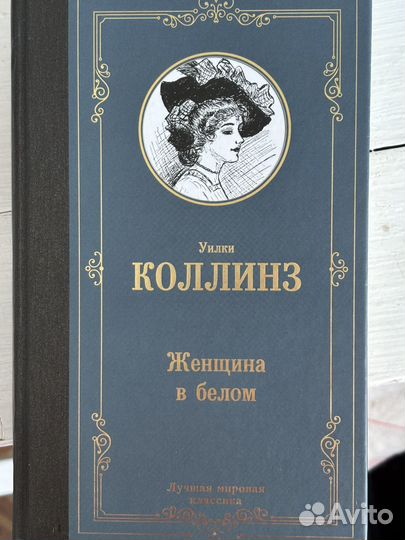 Уилки
КОЛЛИНЗ
Женщина
в белом
Лучшая мировая
классика
Avito